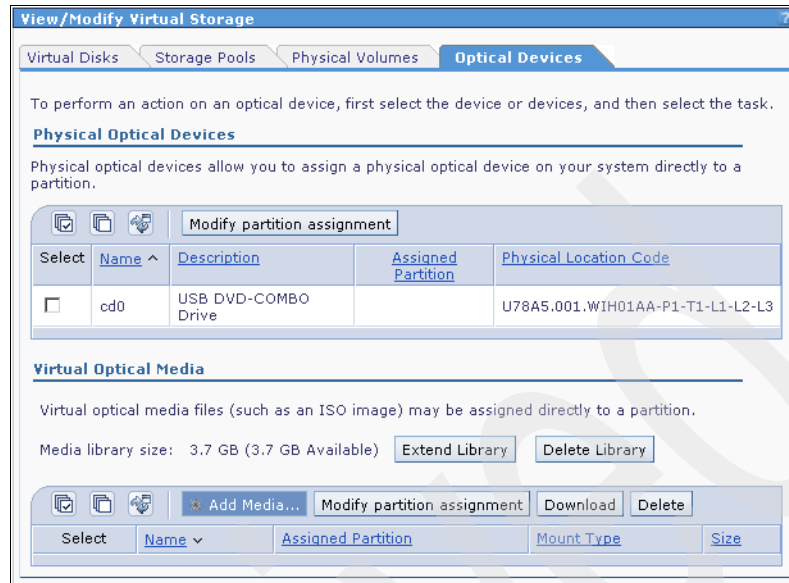 View/Modify Virtual Storage ?
Virtual Disks Storage Pools Physical Volumes Optical Devices
To perform an action on an optical device, first select the device or devices, and then select the task.
Physical Optical Devices
Physical optical devices allow you to assign a physical optical device on your system directly to a
partition.
Modify partition assignment
Select Name ^ Description Assigned Partition Physical Location Code
cd0 USB DVD-COMBO Drive U78A5.001.WIH01AA-P1-T1-L1-L2-L3
Virtual Optical Media
Virtual optical media files (such as an ISO image) may be assigned directly to a partition.
Media library size: 3.7 GB (3.7 GB Available) Extend Library Delete Library
Add Media... Modify partition assignment Download Delete
Select Name Assigned Partition Mount Type Size